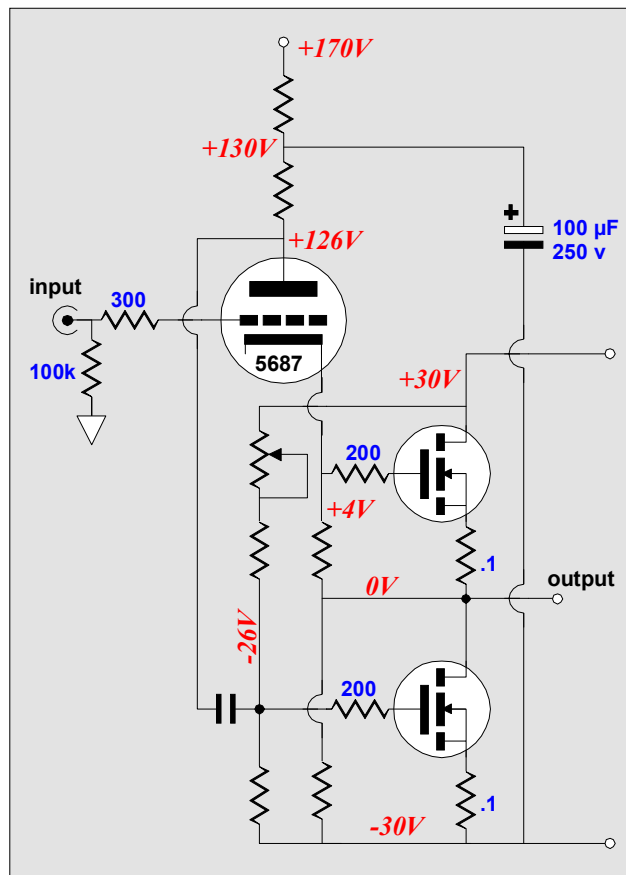 +170V
+130V
+126V
+
100 µF
250 v
input
300
100k
5687
+30V
200
+4V
.1
output
0V
-26V
200
.1
-30V